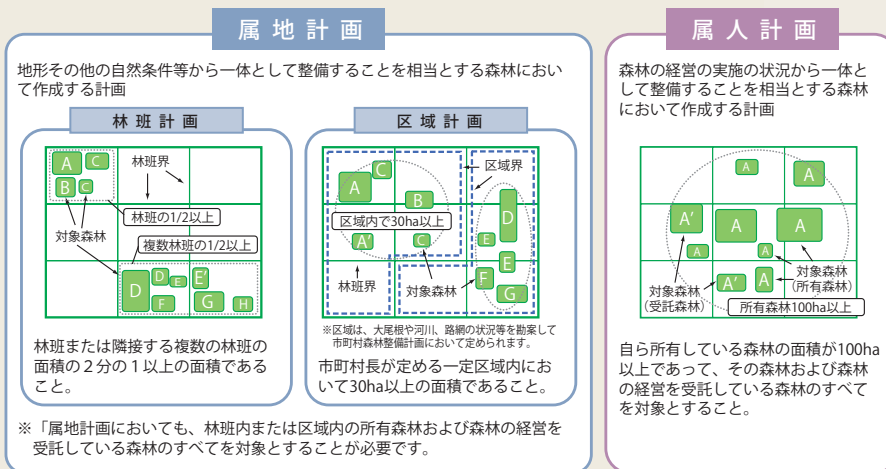 属地計画
地形その他の自然条件等から一体として整備することを相当とする森林におい
て作成する計画
林班計画
A
C
B
C
林班界
林班の1/2以上
対象森林
複数林班の1/2以上
D
D
E
F
E'
G
H
林班または隣接する複数の林班の
面積の２分の１以上の面積である
こと。
区域計画
区域界
A
C
B
D
区域内で30ha以上
A'
C
E
E
F
G
林班界
対象森林
※区域は、大尾根や河川、路網の状況等を勘案して
市町村森林整備計画において定められます。
市町村長が定める一定区域内にお
いて30ha以上の面積であること。
※「属地計画においても、林班内または区域内の所有森林および森林の経営を
受託している森林のすべてを対象とすることが必要です。
属人計画
森林の経営の実施の状況から一体と
して整備することを相当とする森林
において作成する計画
A
A
A'
A
A
A
A
A'
A
対象森林
(受託森林)
対象森林
(所有森林)
所有森林100ha以上
自ら所有している森林の面積が100ha
以上であって、その森林および森林
の経営を受託している森林のすべて
を対象とすること。